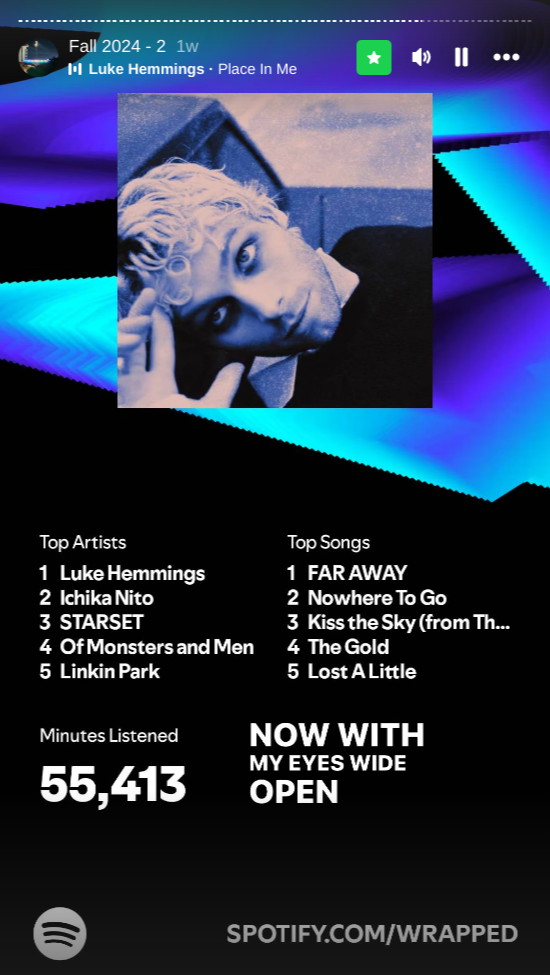 Fall 2024 - 2 1w
Luke Hemmings · Place In Me
Top Artists
1 Luke Hemmings
2 Ichika Nito
3 STARSET
4 Of Monsters and Men
5 Linkin Park
Top Songs
1 FAR AWAY
2 Nowhere To Go
3 Kiss the Sky (from Th...
4 The Gold
5 Lost A Little
Minutes Listened
55,413
NOW WITH
MY EYES WIDE
OPEN
SPOTIFY.COM/WRAPPED